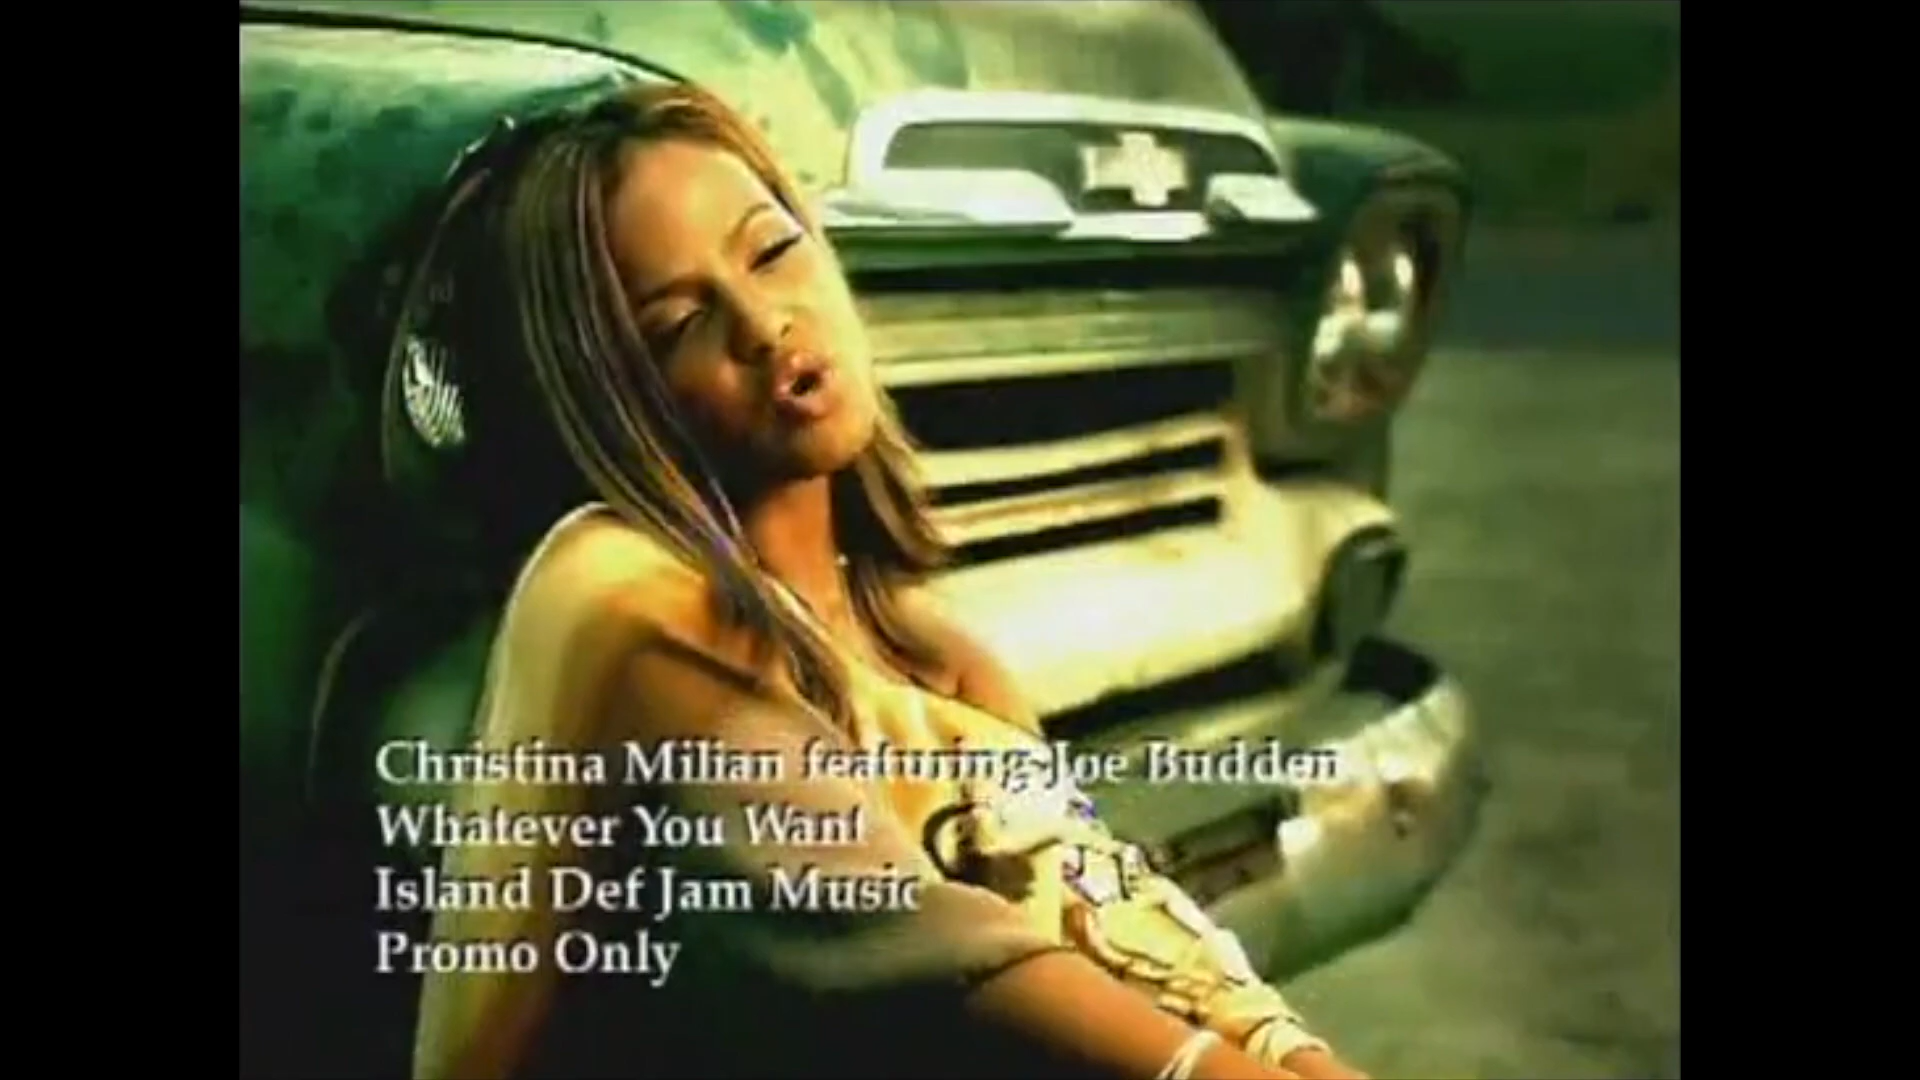 Christina Milian featuring Joe Budden
Whatever You Want
Island Def Jam Music
Promo Only